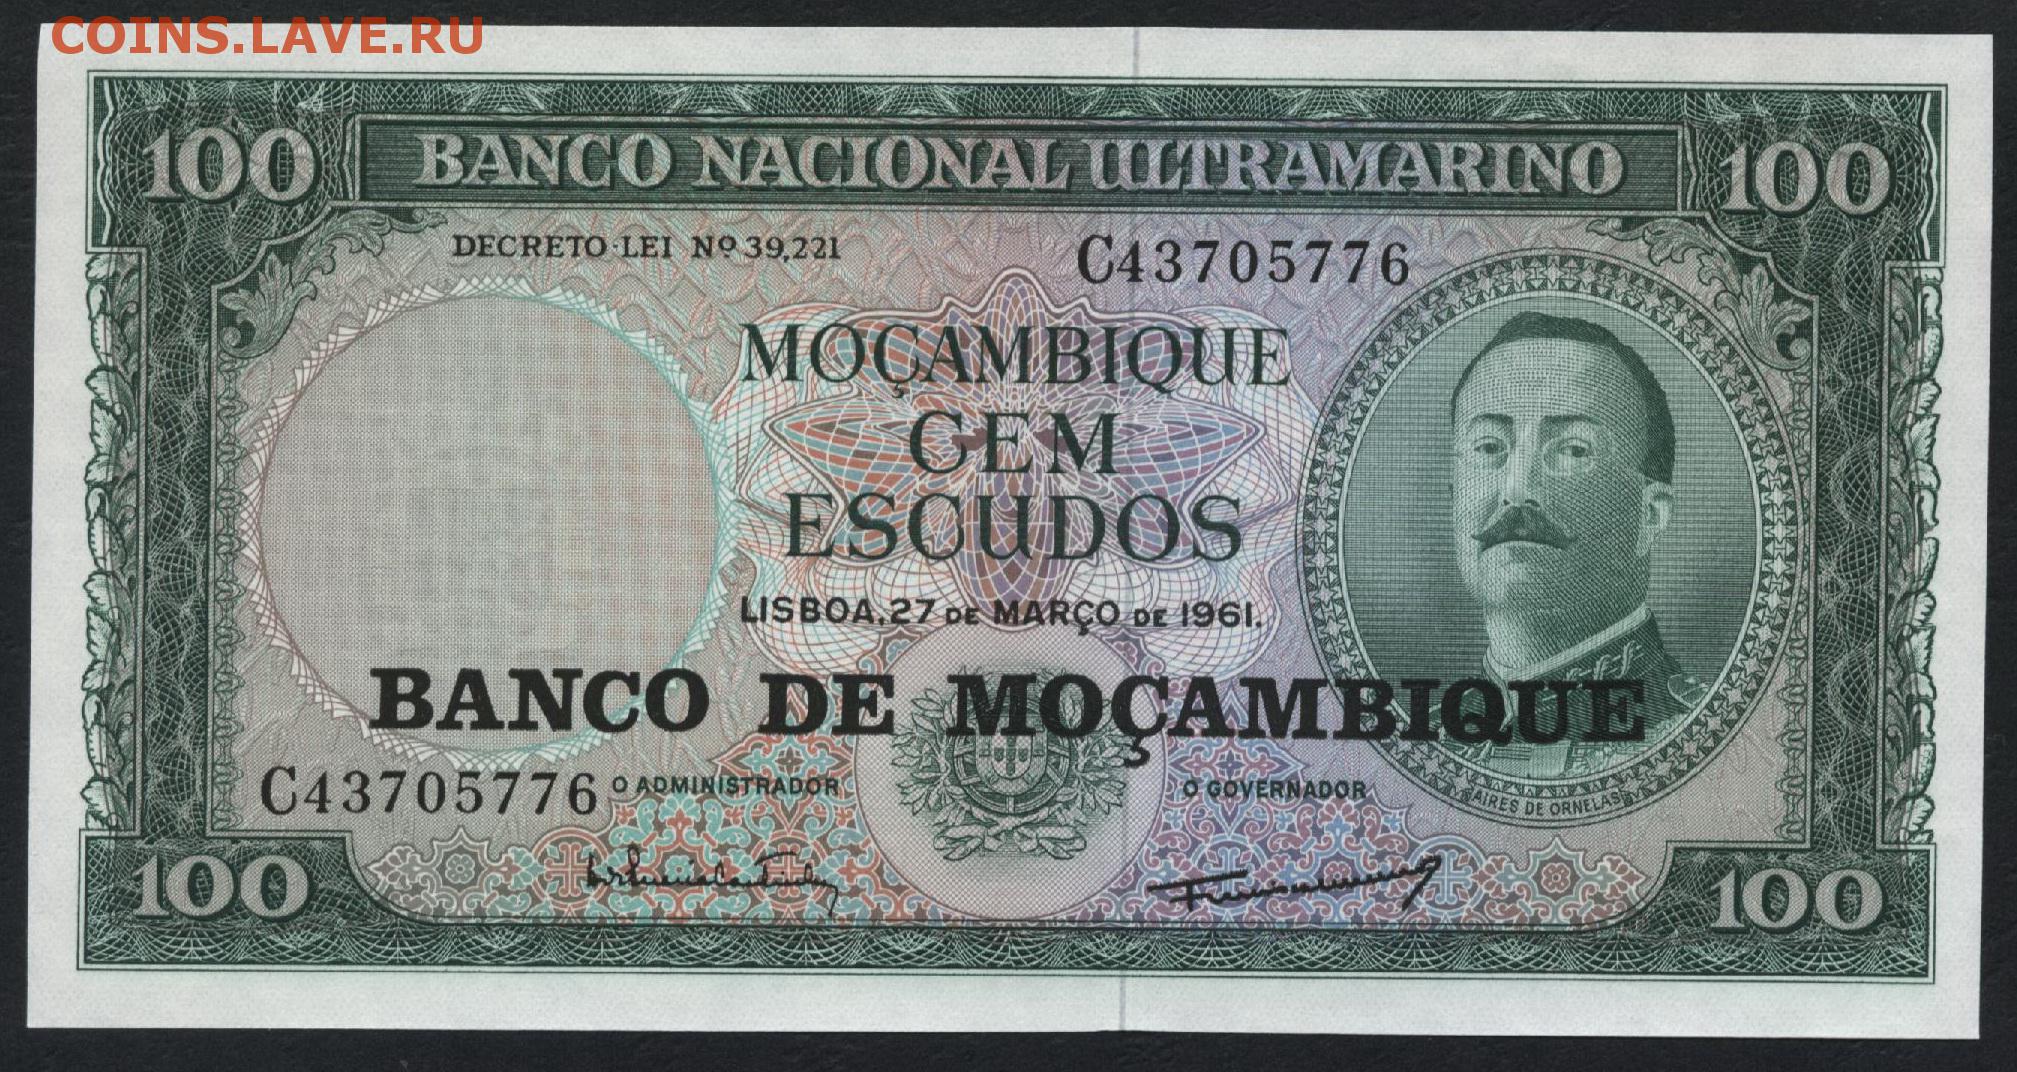 COINS.LAVE.RU
100 BANCO NACIONAL ULTRAMARINO 100
DECRETO·LEI Nº 39,221
C43705776
MOÇAMBIQUE
CEM
ESCUDOS
LISBOA, 27 DE MARÇO DE 1961.
BANCO DE MOÇAMBIQUE
C43705776
O ADMINISTRADOR
O GOVERNADOR
AIRES DE ORNELAS
100
100